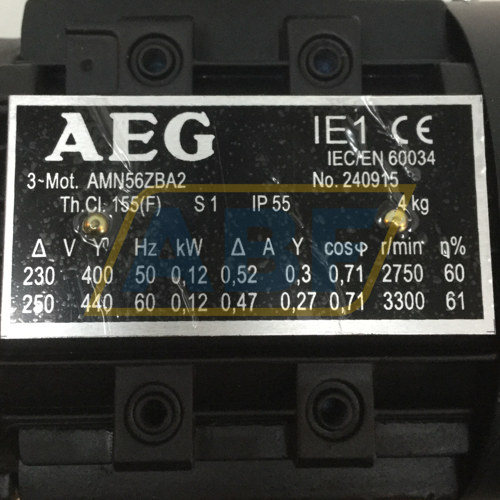 AEG
IE1 CE
IEC/EN 60034
3~Mot. AMN56ZBA2 No. 240915
Th.Cl. 155(F) S1 IP 55 4 kg
Δ V Y Hz kW Δ A Y cosφ r/min η%
230 400 50 0,12 0,52 0,3 0,71 2750 60
250 440 60 0,12 0,47 0,27 0,71 3300 61
ABF